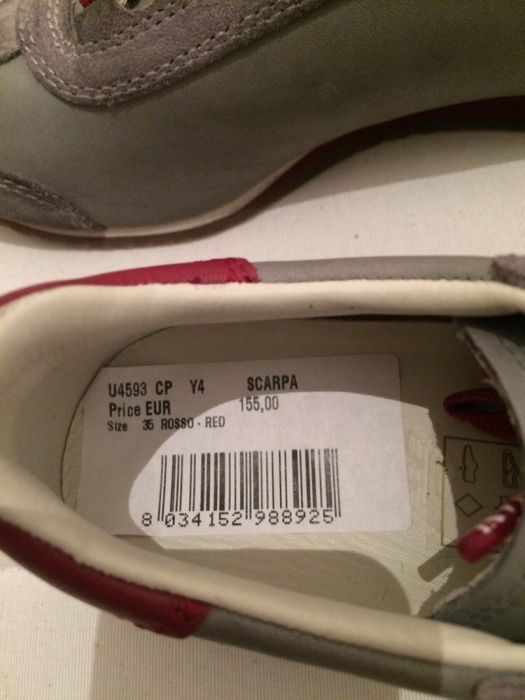 U4593 CP Y4 SCARPA
Price EUR 155,00
Size 35 ROSSO - RED
8 034152 988925